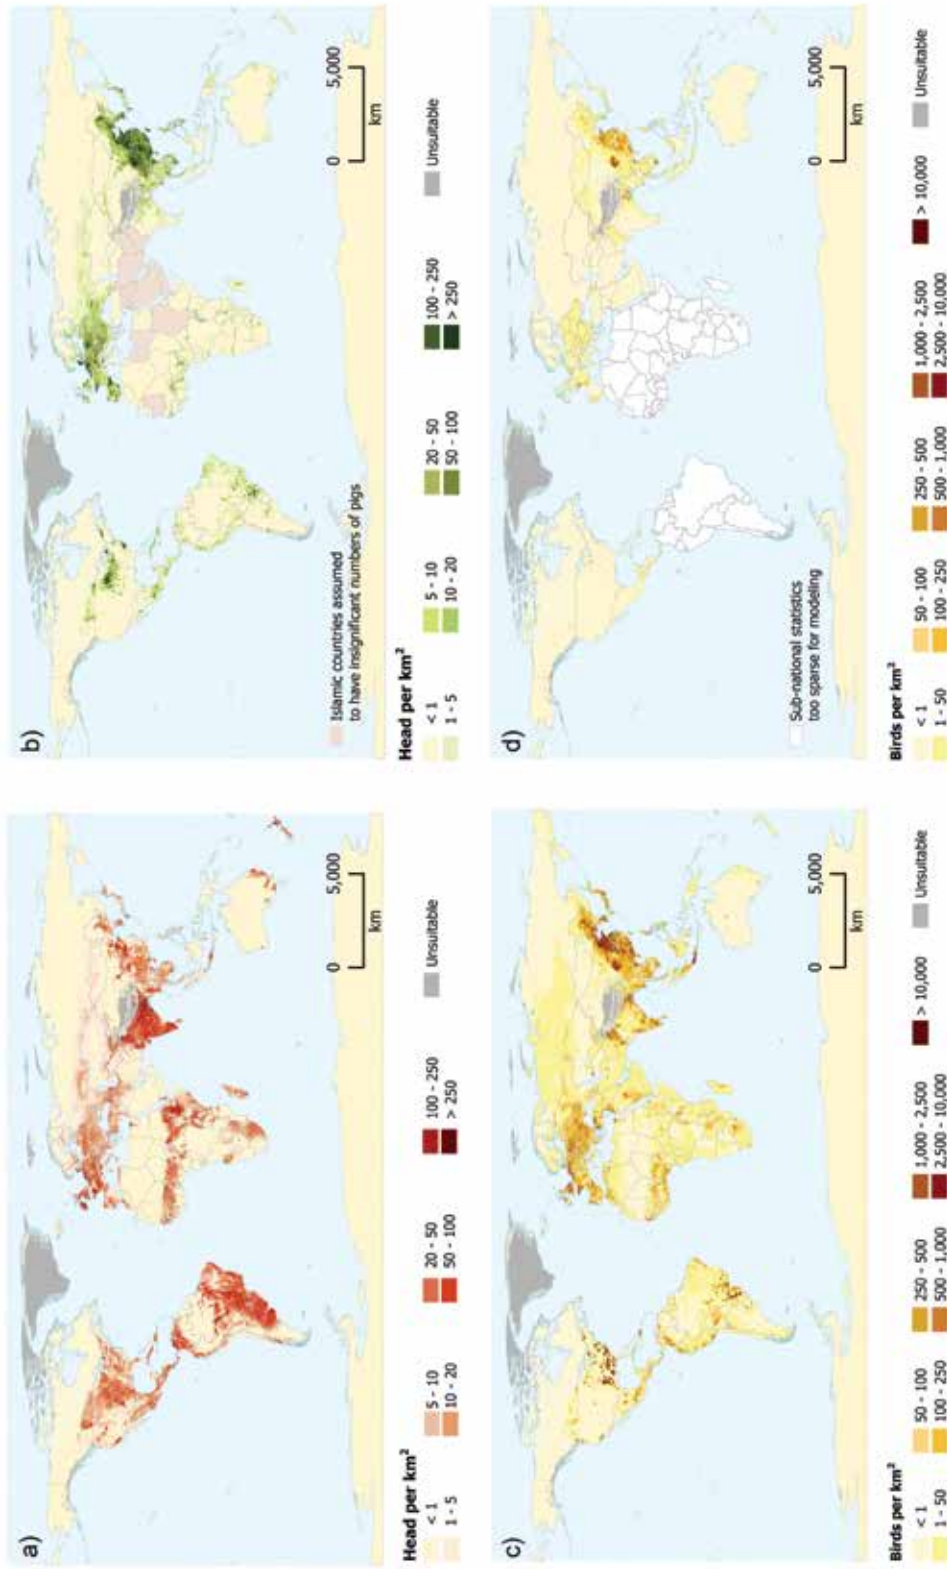 a)
0 5,000
km
Head per km²
< 1 5 - 10 20 - 50 100 - 250 Unsuitable
1 - 5 10 - 20 50 - 100 > 250
b)
Islamic countries assumed
to have insignificant numbers of pigs
0 5,000
km
Head per km²
< 1 5 - 10 20 - 50 100 - 250 Unsuitable
1 - 5 10 - 20 50 - 100 > 250
c)
0 5,000
km
Birds per km²
< 1 50 - 100 250 - 500 1,000 - 2,500 > 10,000 Unsuitable
1 - 50 100 - 250 500 - 1,000 2,500 - 10,000
d)
Sub-national statistics
too sparse for modeling
0 5,000
km
Birds per km²
< 1 50 - 100 250 - 500 1,000 - 2,500 > 10,000 Unsuitable
1 - 50 100 - 250 500 - 1,000 2,500 - 10,000